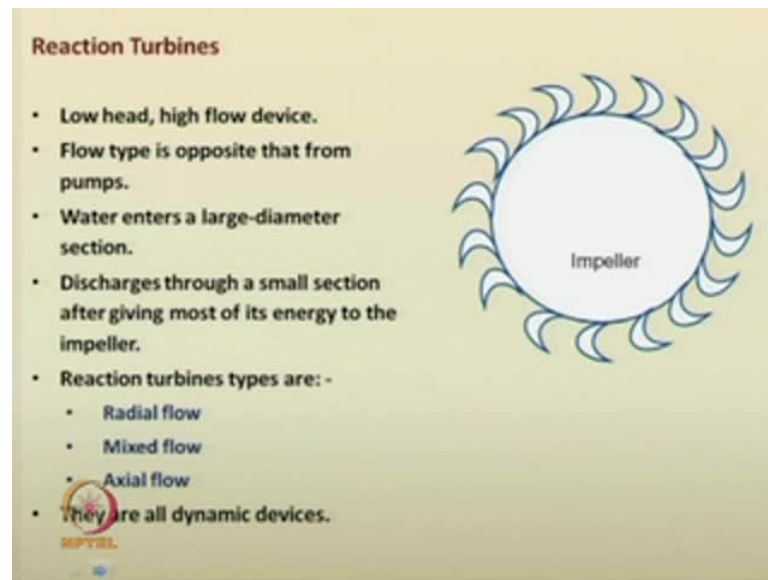 Reaction Turbines
• Low head, high flow device.
• Flow type is opposite that from
pumps.
• Water enters a large-diameter
section.
• Discharges through a small section
after giving most of its energy to the
impeller.
• Reaction turbines types are: -
• Radial flow
• Mixed flow
• Axial flow
• They are all dynamic devices.
Impeller
NPTEL